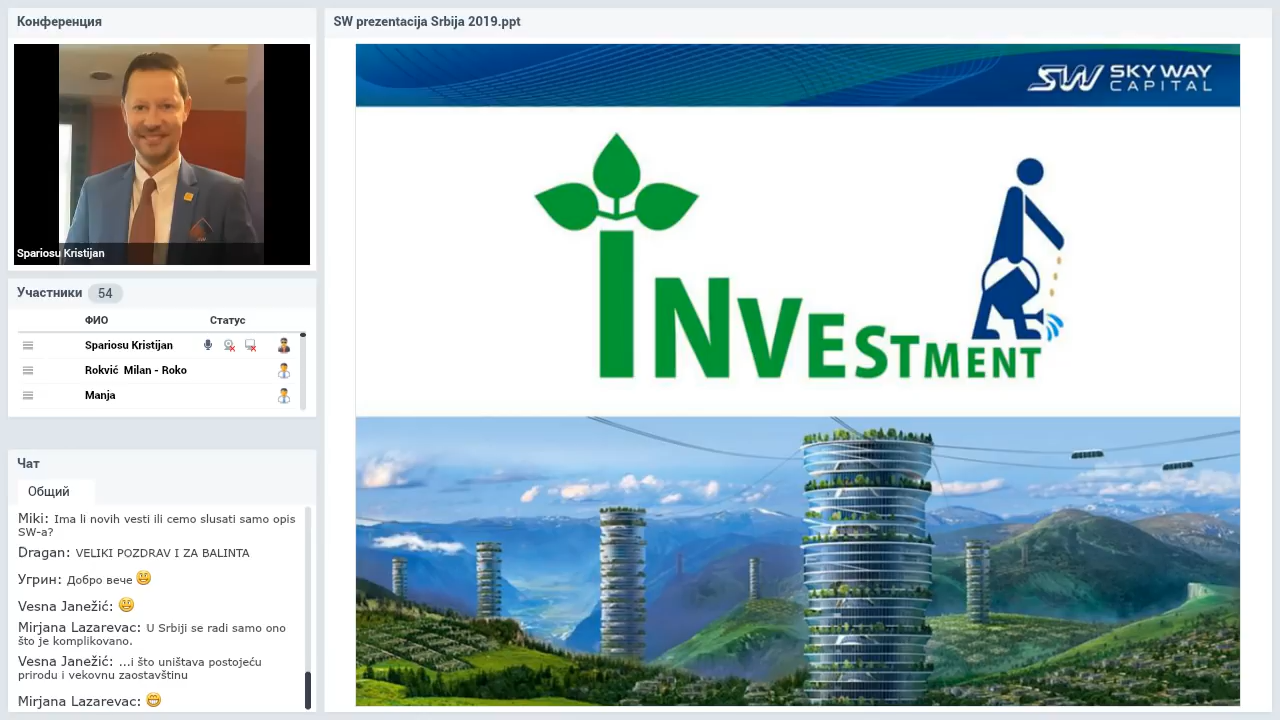 Конференция
Spariosu Kristijan
Участники 54
ФИО Статус
Spariosu Kristijan
Rokvić Milan - Roko
Manja
Чат
Общий
Miki: Ima li novih vesti ili ćemo slusati samo opis
SW-a?
Dragan: VELIKI POZDRAV I ZA BALINTA
Угрин: Добро вече
Vesna Janežić:
Mirjana Lazarevac: u Srbiji se radi samo ono
što je komplikovano
Vesna Janežić: ...i što uništava postojeću
prirodu i vekovnu zaostavštinu
Mirjana Lazarevac:
SW prezentacija Srbija 2019.ppt
SW SKY WAY
CAPITAL
INVESTMENT